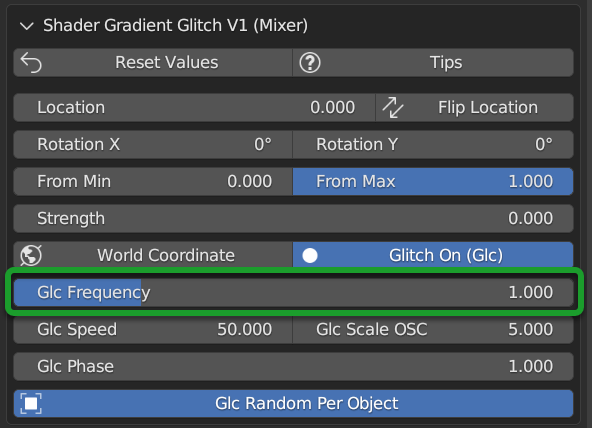 Shader Gradient Glitch V1 (Mixer)
Reset Values Tips
Location 0.000 Flip Location
Rotation X 0° Rotation Y 0°
From Min 0.000 From Max 1.000
Strength 0.000
World Coordinate Glitch On (Glc)
Glc Frequency 1.000
Glc Speed 50.000 Glc Scale OSC 5.000
Glc Phase 1.000
Glc Random Per Object